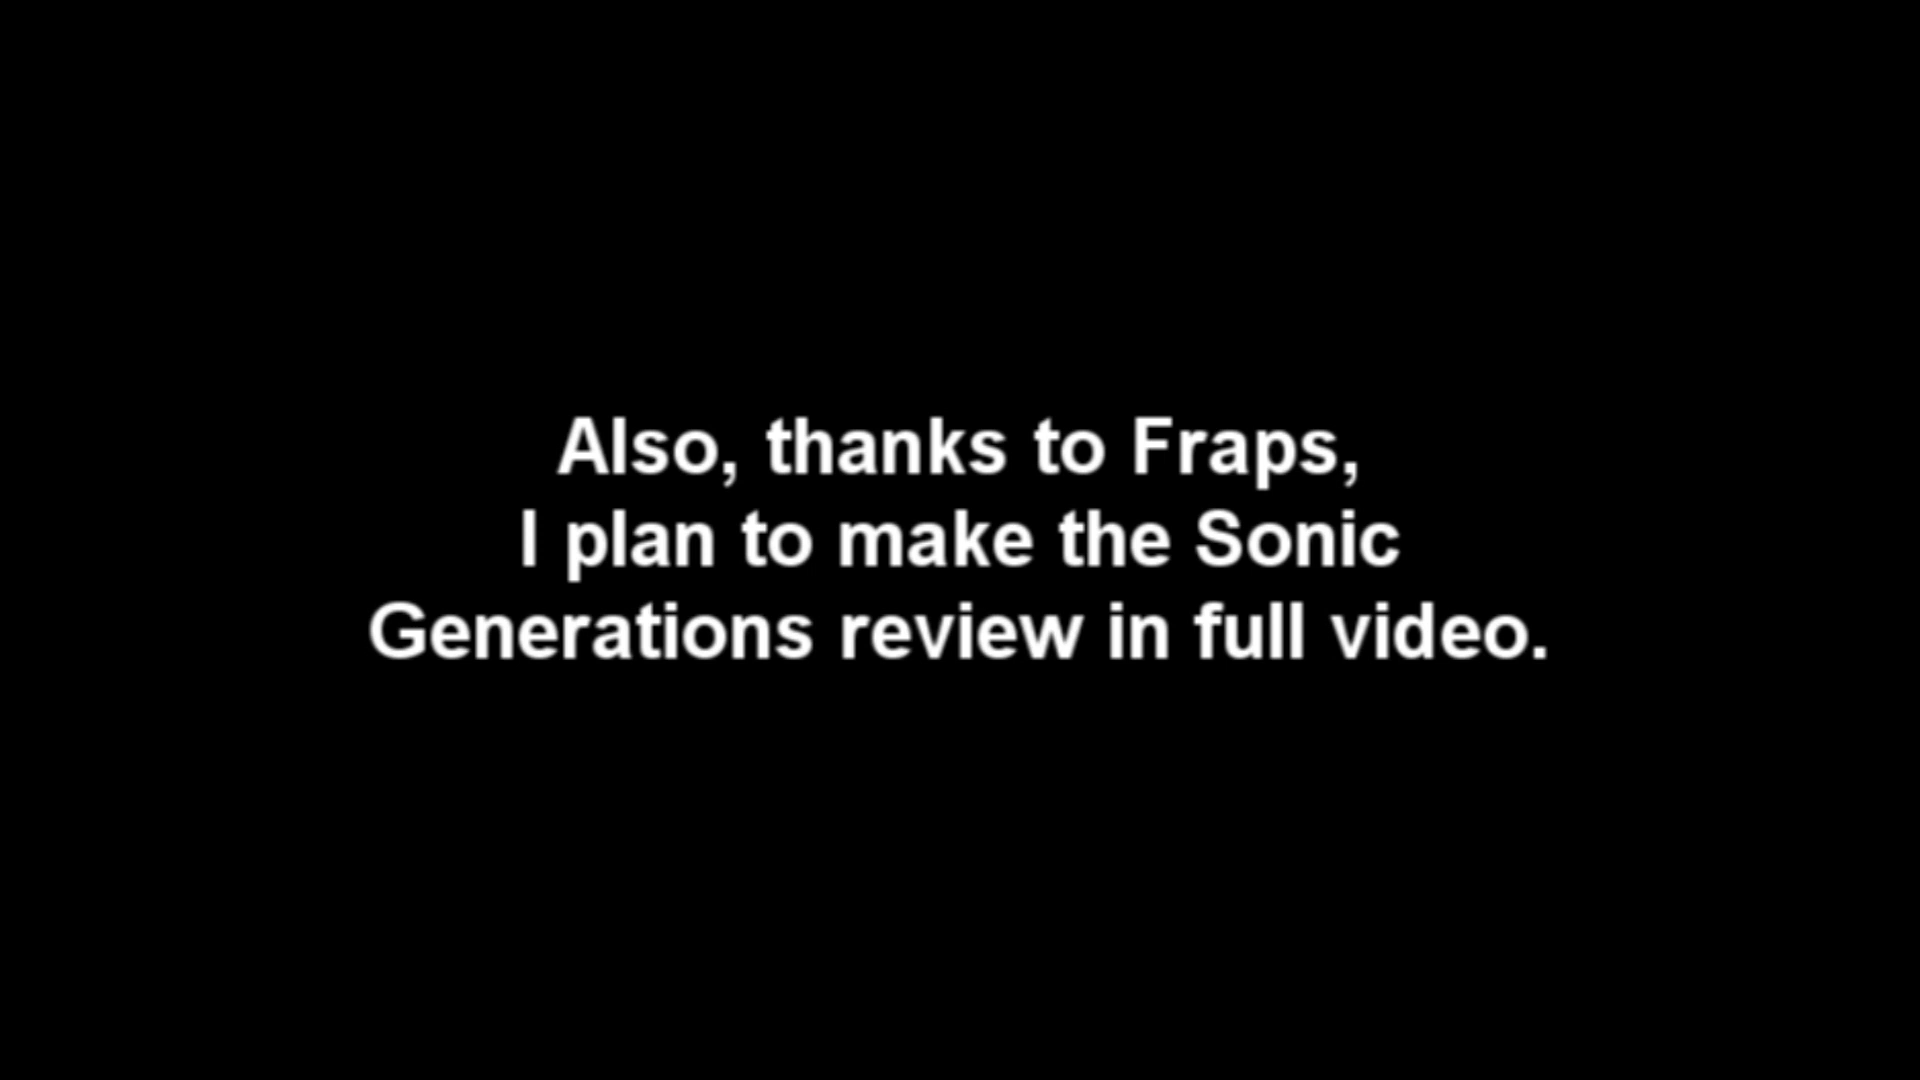 Also, thanks to Fraps,
I plan to make the Sonic
Generations review in full video.